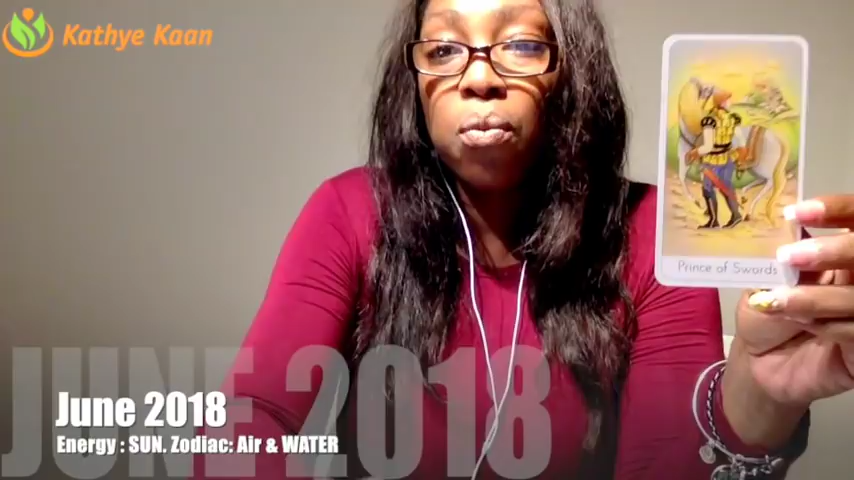 Kathye Kaan
Prince of Swords
JUNE 2018
June 2018
Energy : SUN. Zodiac: Air & WATER